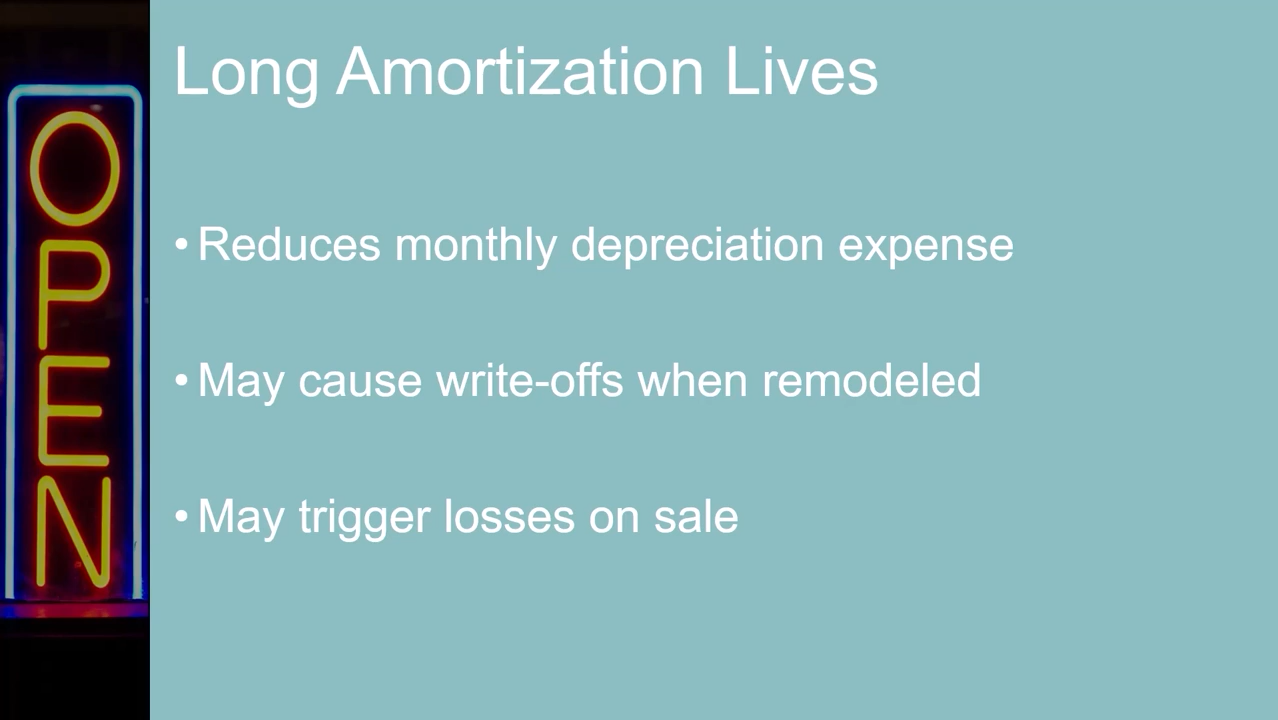 OPEN
Long Amortization Lives
• Reduces monthly depreciation expense
• May cause write-offs when remodeled
• May trigger losses on sale